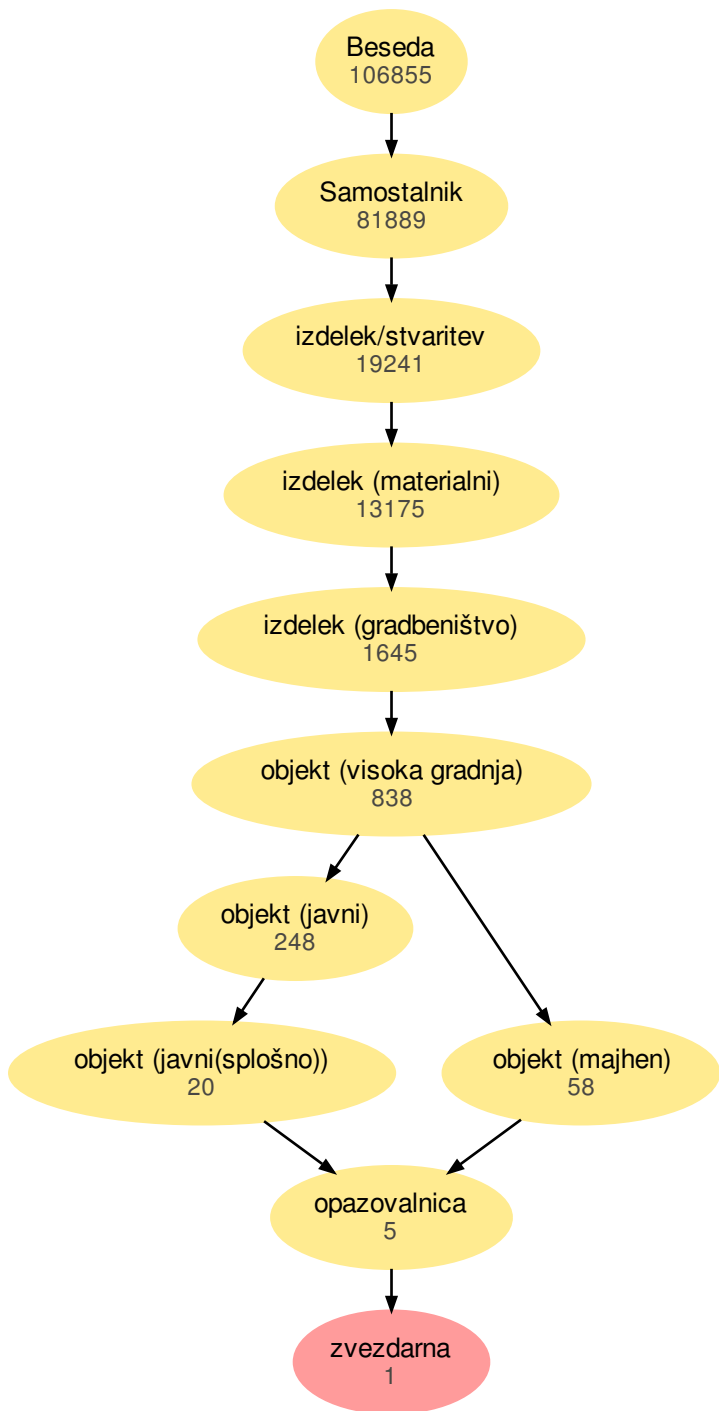 Beseda
106855
Samostalnik
81889
izdelek/stvaritev
19241
izdelek (materialni)
13175
izdelek (gradbeništvo)
1645
objekt (visoka gradnja)
838
objekt (javni)
248
objekt (javni(splošno))
20
objekt (majhen)
58
opazovalnica
5
zvezdarna
1